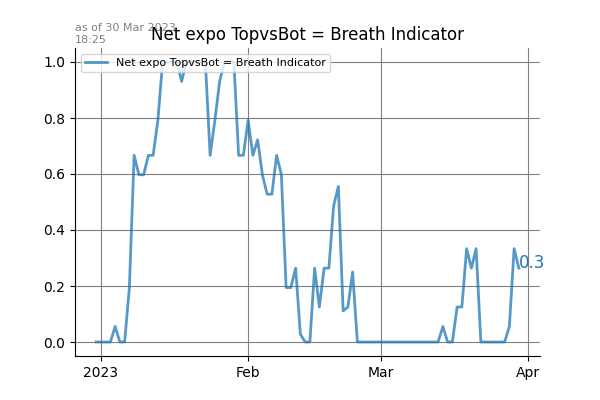 as of 30 Mar 2023
18:25
Net expo TopvsBot = Breath Indicator
Net expo TopvsBot = Breath Indicator
1.0
0.8
0.6
0.4
0.2
0.0
0.3
2023 Feb Mar Apr